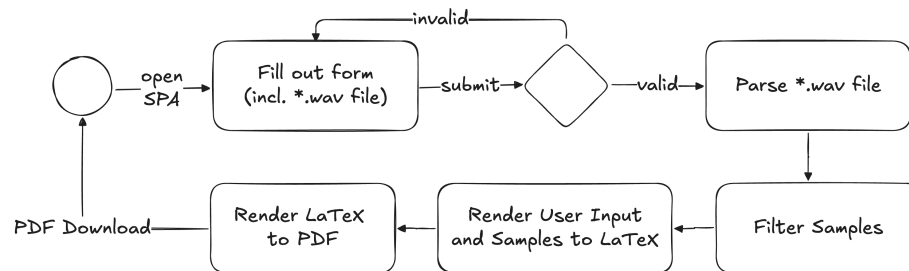 invalid
open
SPA
Fill out form
(incl. *.wav file)
submit
valid
Parse *.wav file
PDF Download
Render LaTeX
to PDF
Render User Input
and Samples to LaTeX
Filter Samples